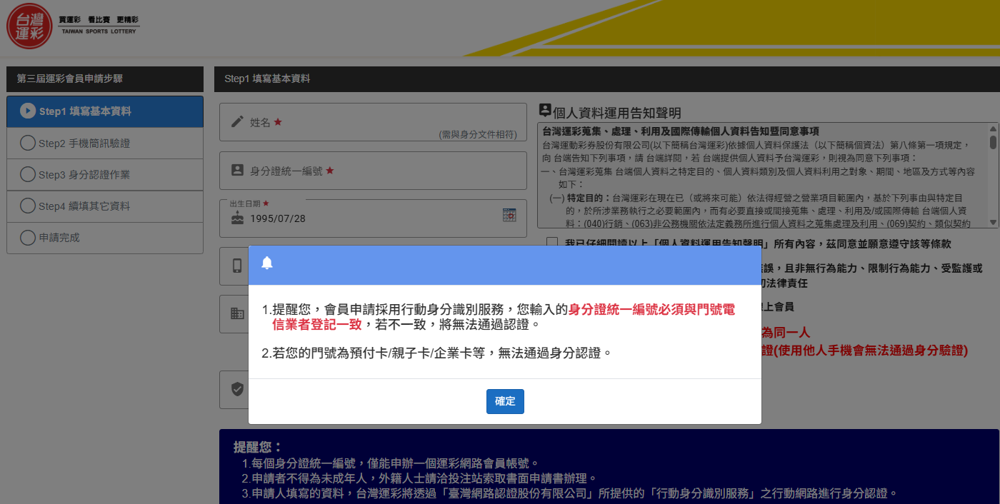 台灣
運彩
買運彩 看比賽 更精彩
TAIWAN SPORTS LOTTERY
第三屆運彩會員申請步驟
Step1 填寫基本資料
Step2 手機簡訊驗證
Step3 身分認證作業
Step4 續填其它資料
申請完成
Step1 填寫基本資料
姓名 ★
(需與身分文件相符)
身分證統一編號 ★
出生日期 ★
1995/07/28
個人資料運用告知聲明
台灣運彩蒐集、處理、利用及國際傳輸個人資料告知暨同意事項
台灣運動彩券股份有限公司(以下簡稱台灣運彩)依據個人資料保護法（以下簡稱個資法）第八條第一項規定，
向 台端告知下列事項，請 台端詳閱，若 台端提供個人資料予台灣運彩，則視為同意下列事項：
一、台灣運彩蒐集 台端個人資料之特定目的、個人資料類別及個人資料利用之對象、期間、地區及方式等內容
如下：
(一) 特定目的：台灣運彩在現在已（或將來可能）依法得經營之營業項目範圍內，基於下列事由與特定目
的，於所涉業務執行之必要範圍內，而有必要直接或間接蒐集、處理、利用及/或國際傳輸 台端個人資
料：(040)行銷、(063)非公務機關依法定義務所進行個人資料之蒐集處理及利用、(069)契約、類似契約
我已仔細閱讀以上「個人資料運用告知聲明」所有內容，茲同意並願意遵守該等條款
誤，且非無行為能力、限制行為能力、受監護或
法律責任
上會員
為同一人
證(使用他人手機會無法通過身分驗證)
1.提醒您，會員申請採用行動身分識別服務，您輸入的身分證統一編號必須與門號電
信業者登記一致，若不一致，將無法通過認證。
2.若您的門號為預付卡/親子卡/企業卡等，無法通過身分認證。
確定
提醒您：
1.每個身分證統一編號，僅能申辦一個運彩網路會員帳號。
2.申請者不得為未成年人，外籍人士請洽投注站索取書面申請書辦理。
3.申請人填寫的資料，台灣運彩將透過「臺灣網路認證股份有限公司」所提供的「行動身分識別服務」之行動網路進行身分認證。